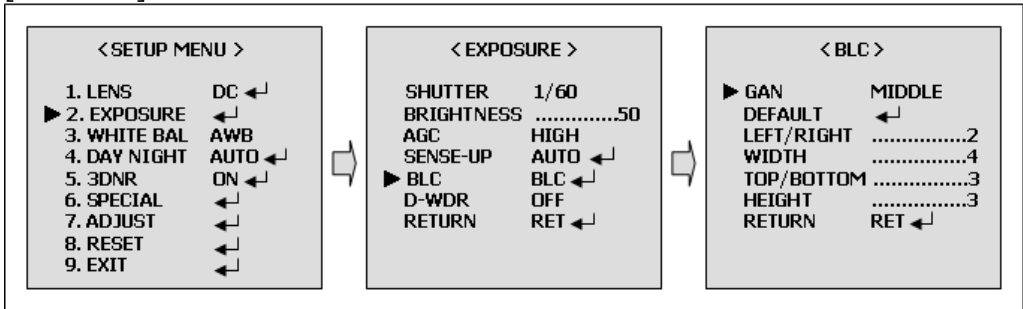 < SETUP MENU >
1. LENS DC ↵
▶ 2. EXPOSURE ↵
3. WHITE BAL AWB
4. DAY NIGHT AUTO ↵
5. 3DNR ON ↵
6. SPECIAL ↵
7. ADJUST ↵
8. RESET ↵
9. EXIT ↵
< EXPOSURE >
SHUTTER 1/60
BRIGHTNESS ..............50
AGC HIGH
SENSE-UP AUTO ↵
▶ BLC BLC ↵
D-WDR OFF
RETURN RET ↵
< BLC >
▶ GAN MIDDLE
DEFAULT ↵
LEFT/RIGHT ................2
WIDTH ................4
TOP/BOTTOM ................3
HEIGHT ................3
RETURN RET ↵